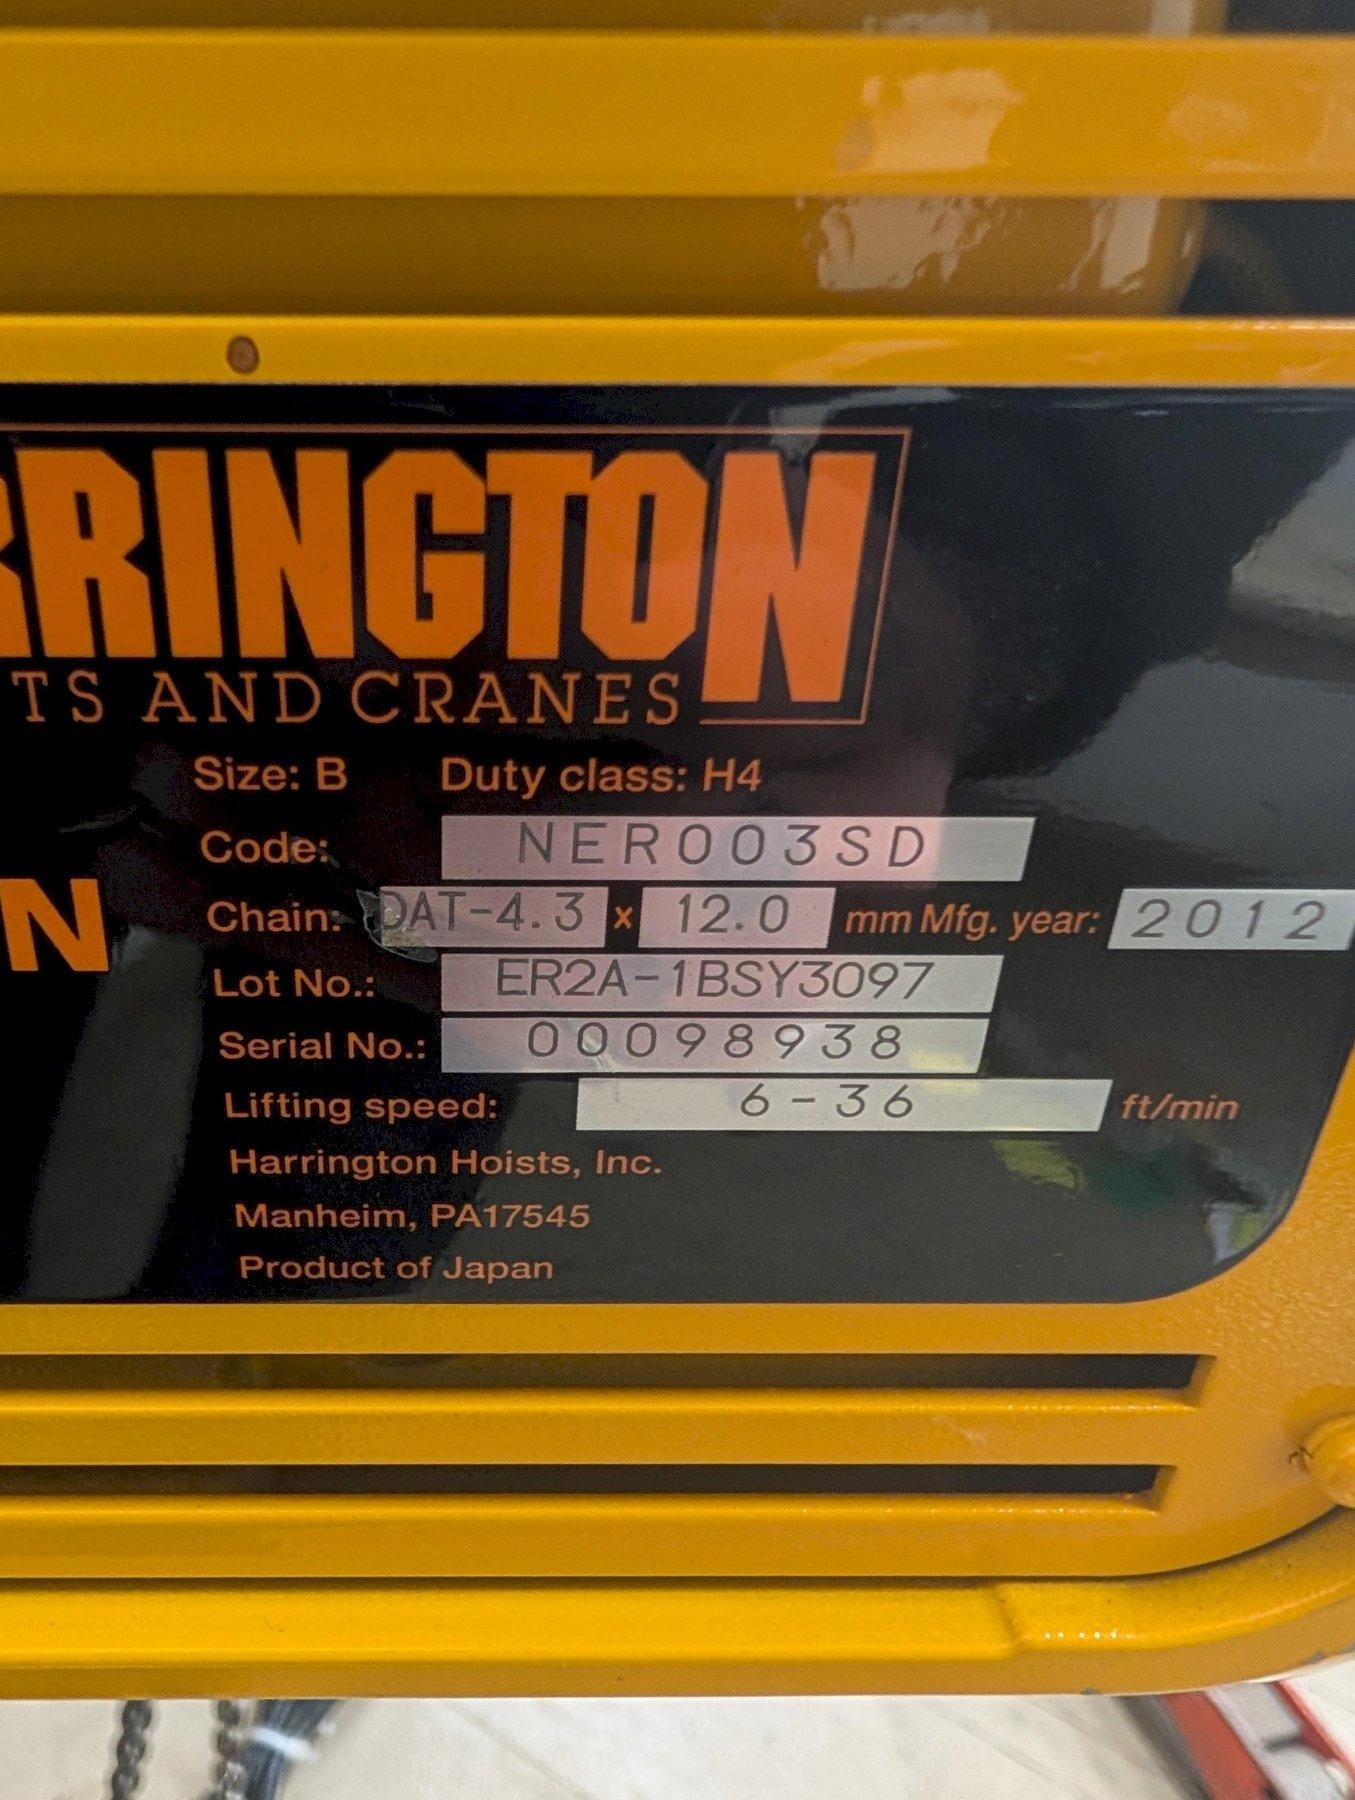 RRINGTON
TS AND CRANES
Size: B Duty class: H4
Code: NER003SD
N
Chain: DAT-4.3 x 12.0 mm Mfg. year: 2012
Lot No.: ER2A-1BSY3097
Serial No.: 00098938
Lifting speed: 6-36 ft/min
Harrington Hoists, Inc.
Manheim, PA17545
Product of Japan